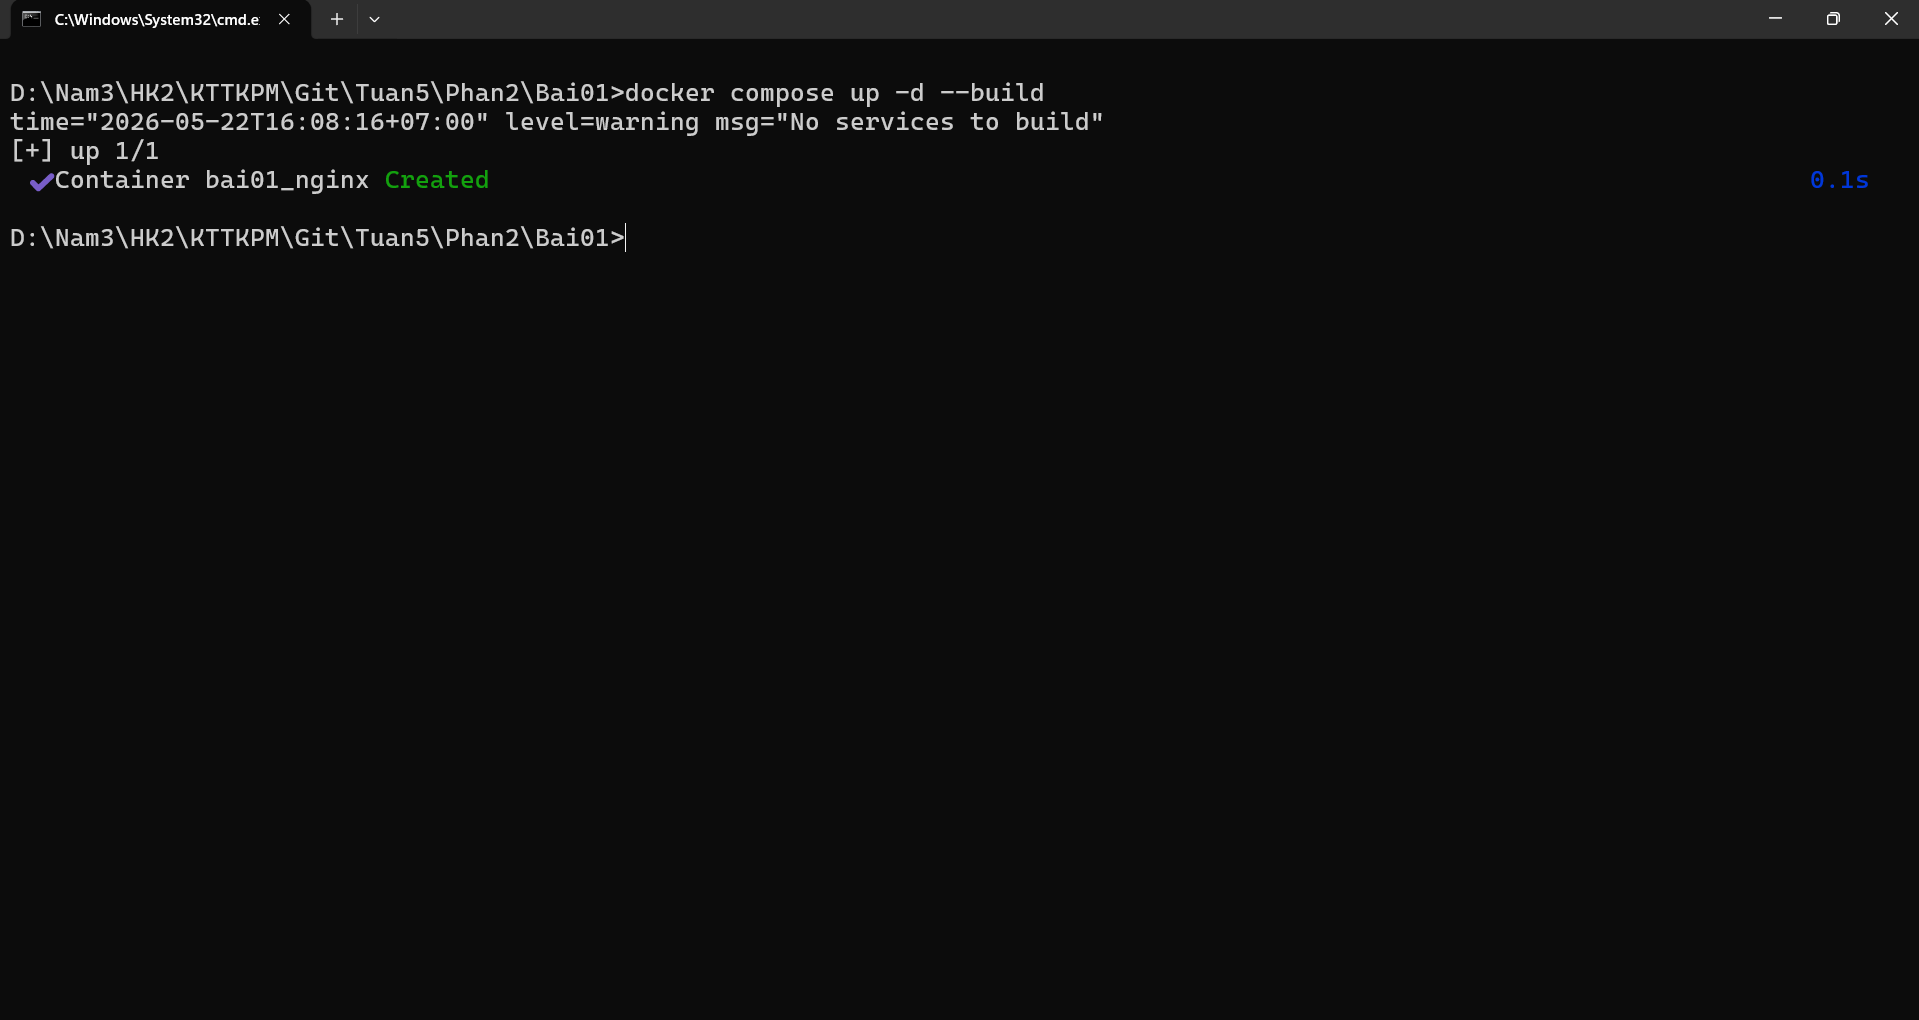 C:\Windows\System32\cmd.e
D:\Nam3\HK2\KTTKPM\Git\Tuan5\Phan2\Bai01>docker compose up -d --build
time="2026-05-22T16:08:16+07:00" level=warning msg="No services to build"
[+] up 1/1
✔Container bai01_nginx Created 0.1s
D:\Nam3\HK2\KTTKPM\Git\Tuan5\Phan2\Bai01>